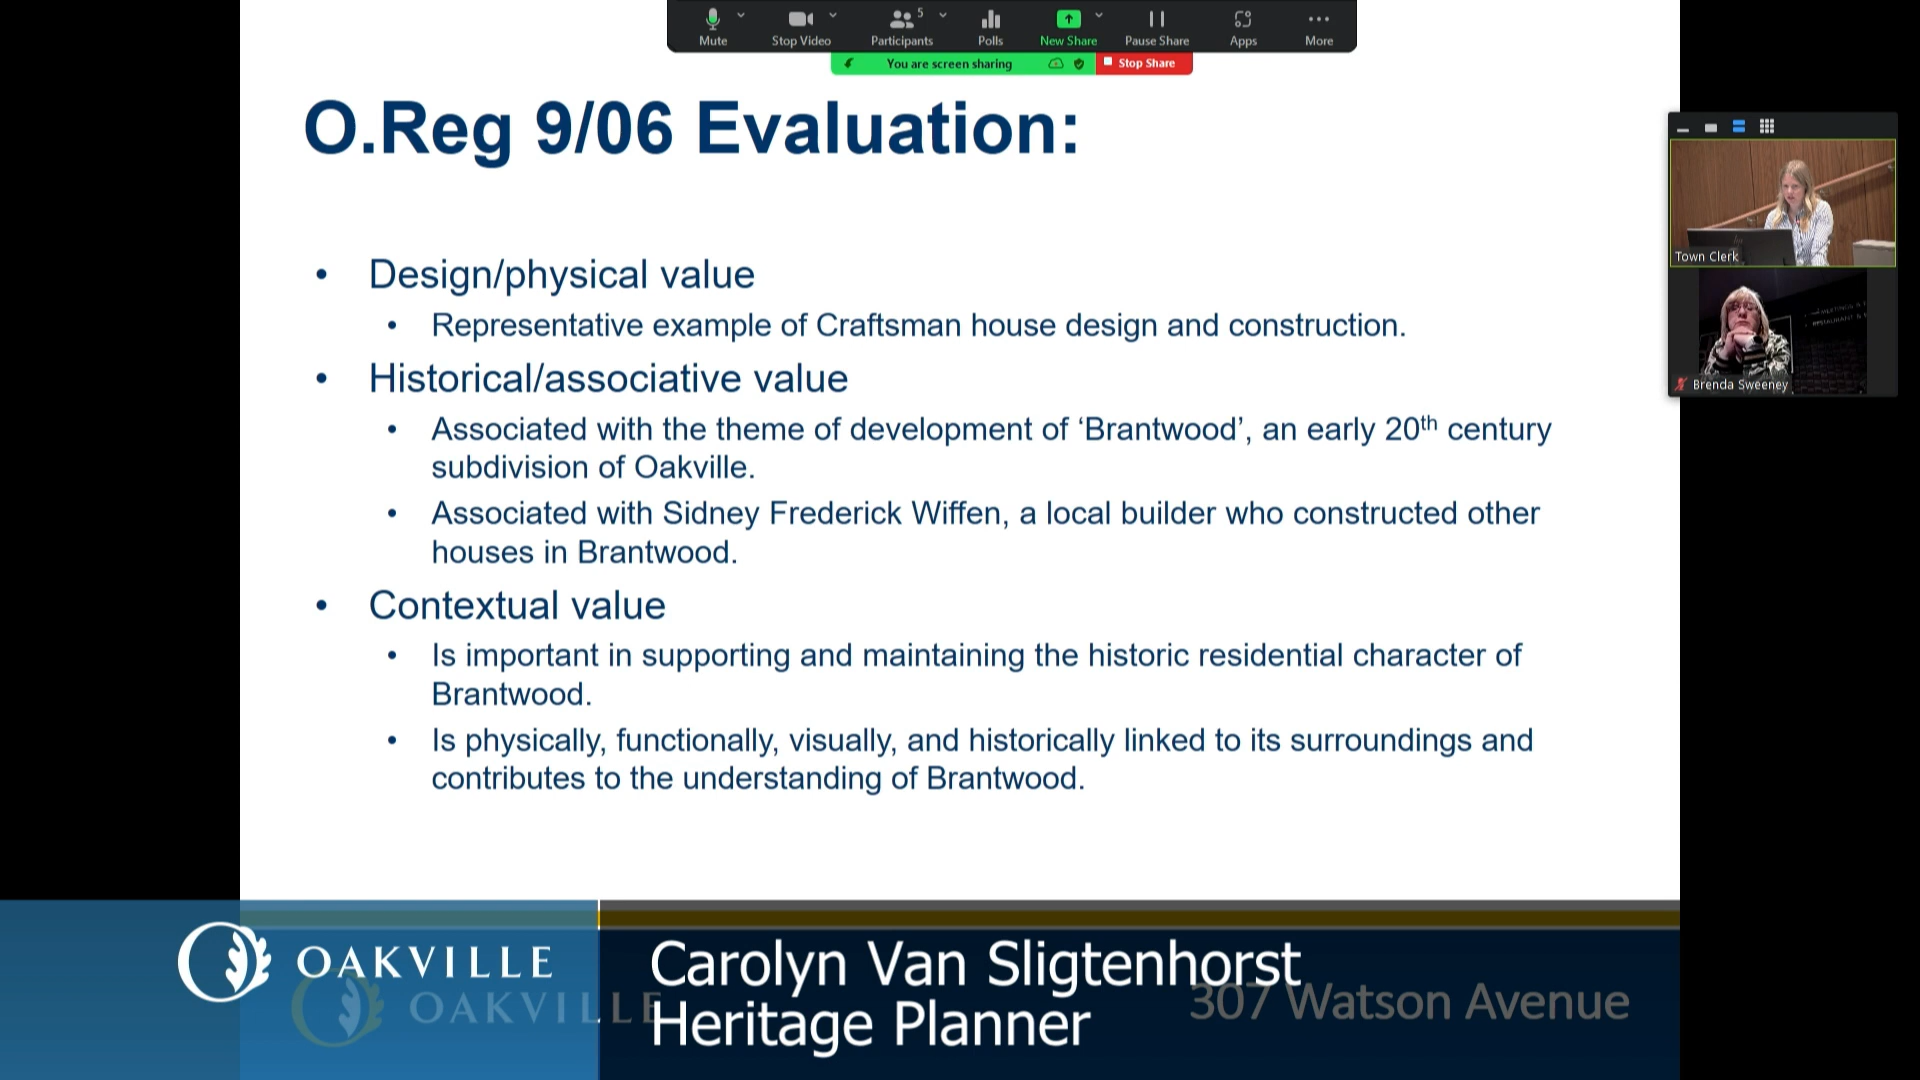 Mute
Stop Video
Participants
5
Polls
New Share
Pause Share
Apps
More
You are screen sharing
Stop Share
O.Reg 9/06 Evaluation:
• Design/physical value
• Representative example of Craftsman house design and construction.
• Historical/associative value
• Associated with the theme of development of ‘Brantwood’, an early 20th century
subdivision of Oakville.
• Associated with Sidney Frederick Wiffen, a local builder who constructed other
houses in Brantwood.
• Contextual value
• Is important in supporting and maintaining the historic residential character of
Brantwood.
• Is physically, functionally, visually, and historically linked to its surroundings and
contributes to the understanding of Brantwood.
Town Clerk
Brenda Sweeney
OAKVILLE
OAKVILLE
Carolyn Van Sligtenhorst
Heritage Planner
307 Watson Avenue